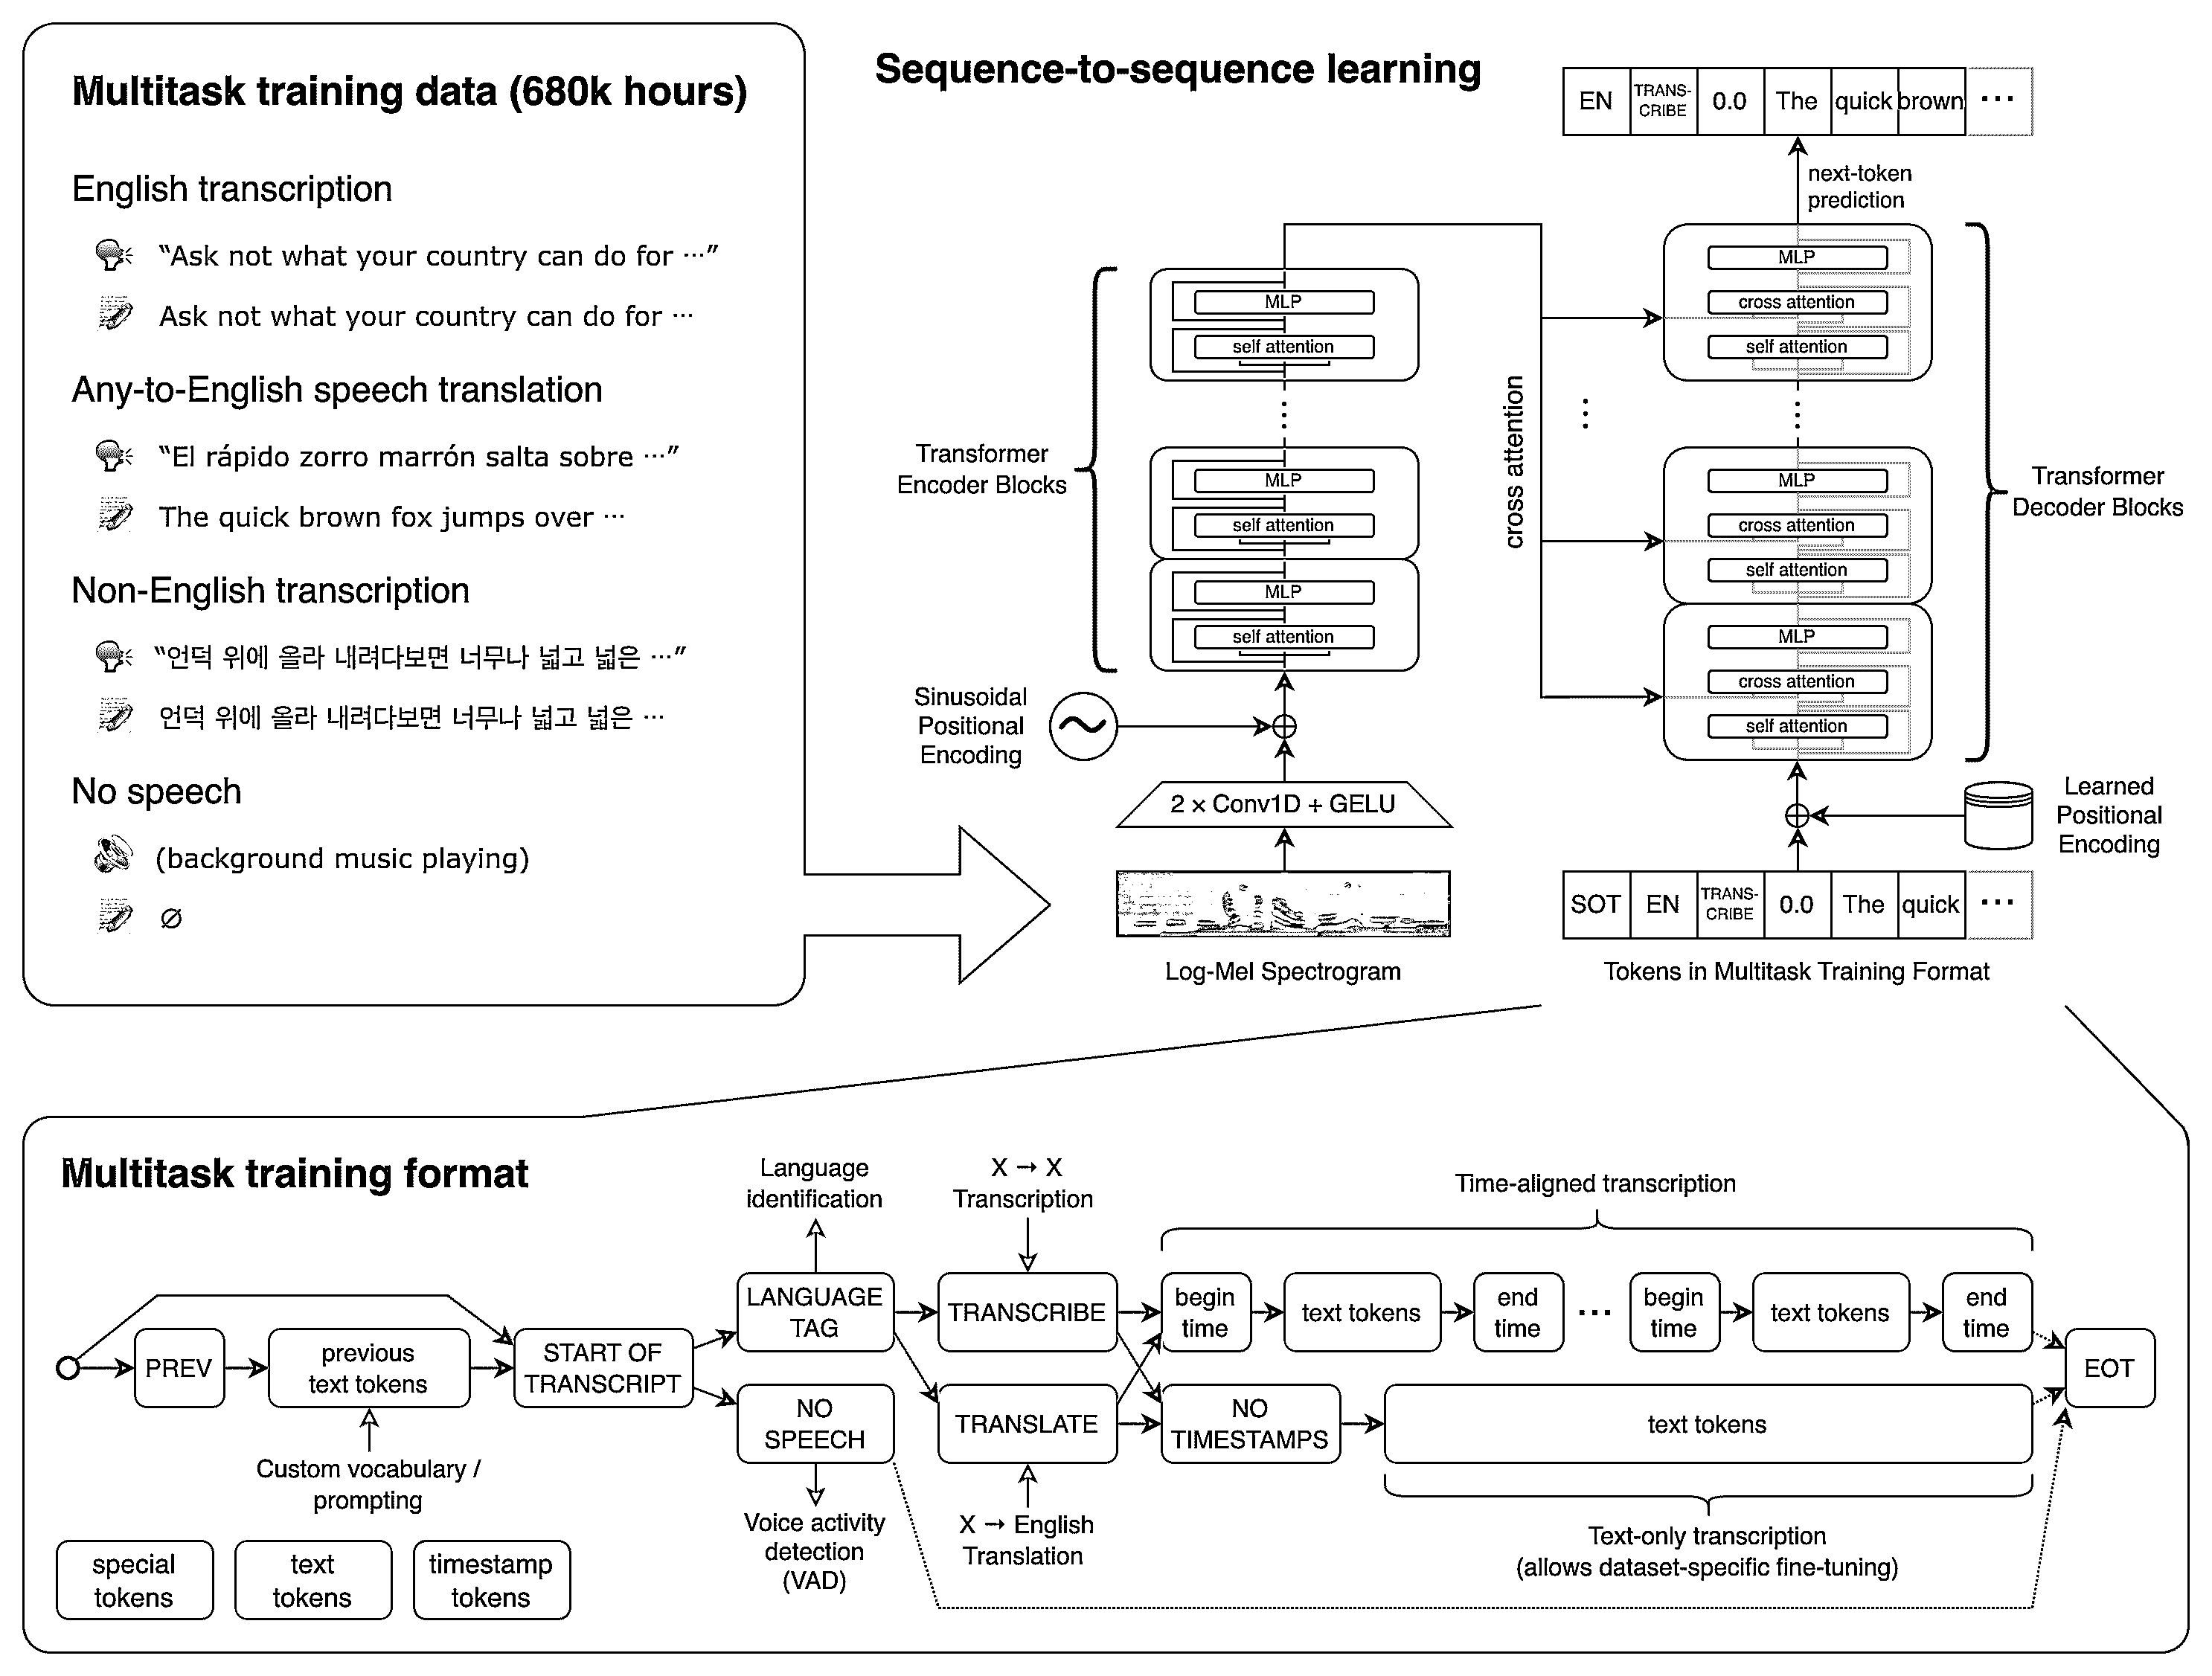 Multitask training data (680k hours)
English transcription
“Ask not what your country can do for ⋯”
Ask not what your country can do for ⋯
Any-to-English speech translation
“El rápido zorro marrón salta sobre ⋯”
The quick brown fox jumps over ⋯
Non-English transcription
“언덕 위에 올라 내려다보면 너무나 넓고 넓은 ⋯”
언덕 위에 올라 내려다보면 너무나 넓고 넓은 ⋯
No speech
(background music playing)
∅
Sequence-to-sequence learning
EN TRANS-CRIBE 0.0 The quick brown ⋯
next-token
prediction
MLP
self attention
MLP
self attention
MLP
self attention
Transformer
Encoder Blocks
Sinusoidal
Positional
Encoding
2 × Conv1D + GELU
Log-Mel Spectrogram
cross attention
MLP
cross attention
self attention
MLP
cross attention
self attention
MLP
cross attention
self attention
Transformer
Decoder Blocks
Learned
Positional
Encoding
SOT EN TRANS-CRIBE 0.0 The quick ⋯
Tokens in Multitask Training Format
Multitask training format
PREV
previous
text tokens
Custom vocabulary /
prompting
START OF
TRANSCRIPT
Language
identification
LANGUAGE
TAG
NO
SPEECH
Voice activity
detection
(VAD)
X → X
Transcription
TRANSCRIBE
TRANSLATE
X → English
Translation
Time-aligned transcription
begin
time
text tokens
end
time
⋯
begin
time
text tokens
end
time
NO
TIMESTAMPS
text tokens
Text-only transcription
(allows dataset-specific fine-tuning)
EOT
special
tokens
text
tokens
timestamp
tokens